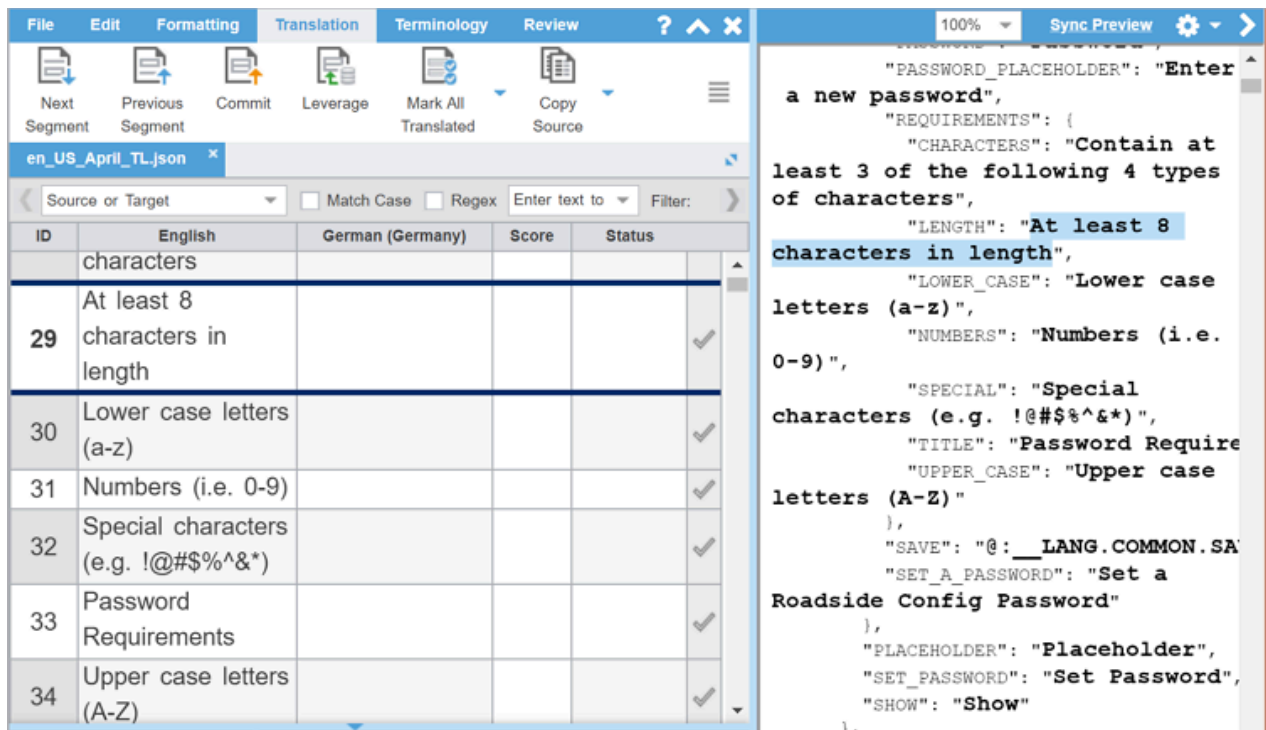 File Edit Formatting Translation Terminology Review ?
Next Segment
Previous Segment
Commit
Leverage
Mark All Translated
Copy Source
en_US_April_TL.json ×
Source or Target Match Case Regex Enter text to Filter:
ID English German (Germany) Score Status
characters
29 At least 8
characters in
length
30 Lower case letters
(a-z)
31 Numbers (i.e. 0-9)
32 Special characters
(e.g. !@#$%^&*)
33 Password
Requirements
34 Upper case letters
(A-Z)
100% Sync Preview
"PASSWORD": "Password",
"PASSWORD_PLACEHOLDER": "Enter
a new password",
"REQUIREMENTS": {
"CHARACTERS": "Contain at
least 3 of the following 4 types
of characters",
"LENGTH": "At least 8
characters in length",
"LOWER_CASE": "Lower case
letters (a-z)",
"NUMBERS": "Numbers (i.e.
0-9)",
"SPECIAL": "Special
characters (e.g. !@#$%^&*)",
"TITLE": "Password Require
"UPPER_CASE": "Upper case
letters (A-Z)"
},
"SAVE": "@:__LANG.COMMON.SA
"SET_A_PASSWORD": "Set a
Roadside Config Password"
},
"PLACEHOLDER": "Placeholder",
"SET_PASSWORD": "Set Password",
"SHOW": "Show"
},